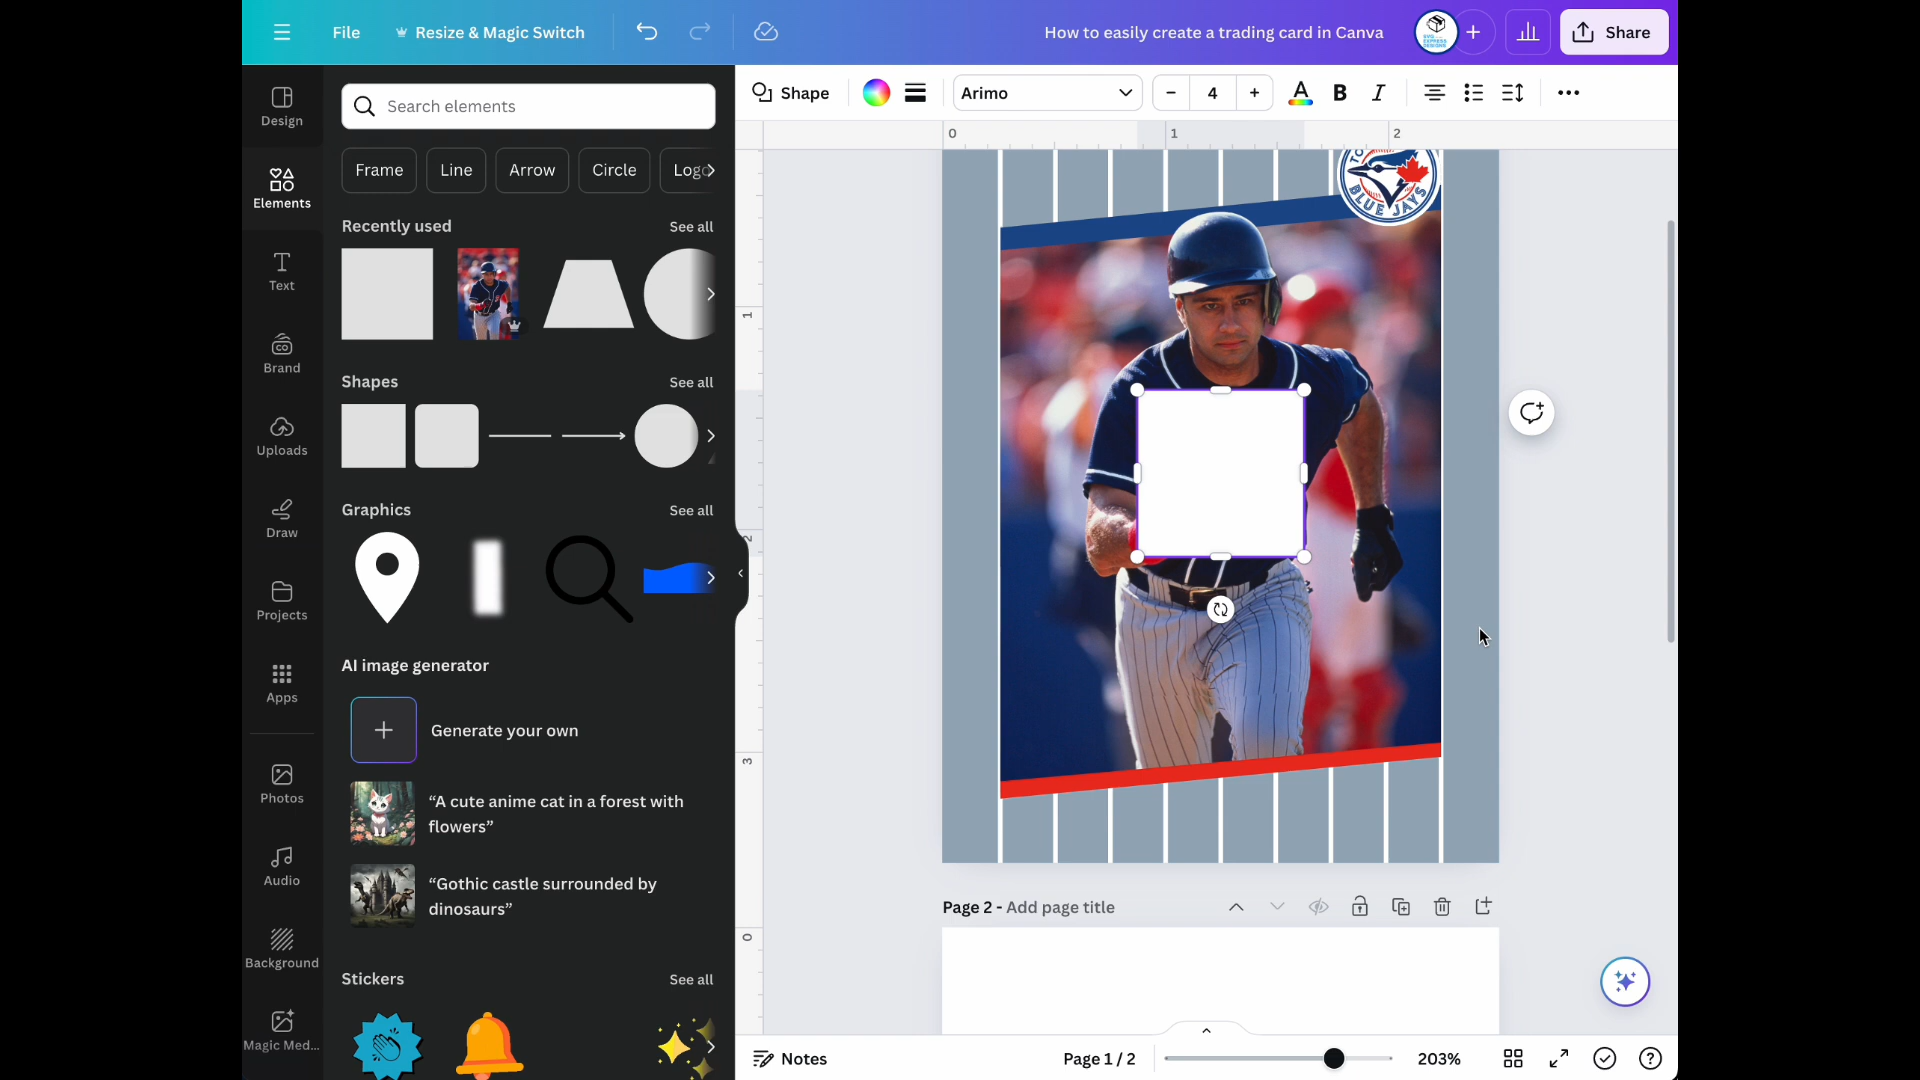 File
Resize & Magic Switch
How to easily create a trading card in Canva
Share
Design
Elements
Text
Brand
Uploads
Draw
Projects
Apps
Photos
Audio
Background
Magic Med...
Search elements
Frame
Line
Arrow
Circle
Logo
Recently used
See all
Shapes
See all
Graphics
See all
AI image generator
Generate your own
“A cute anime cat in a forest with
flowers”
“Gothic castle surrounded by
dinosaurs”
Stickers
See all
Shape
Arimo
− 4 +
A B I
0 1 2
1
2
3
0
BLUE JAYS
Page 2 - Add page title
Notes
Page 1 / 2
203%